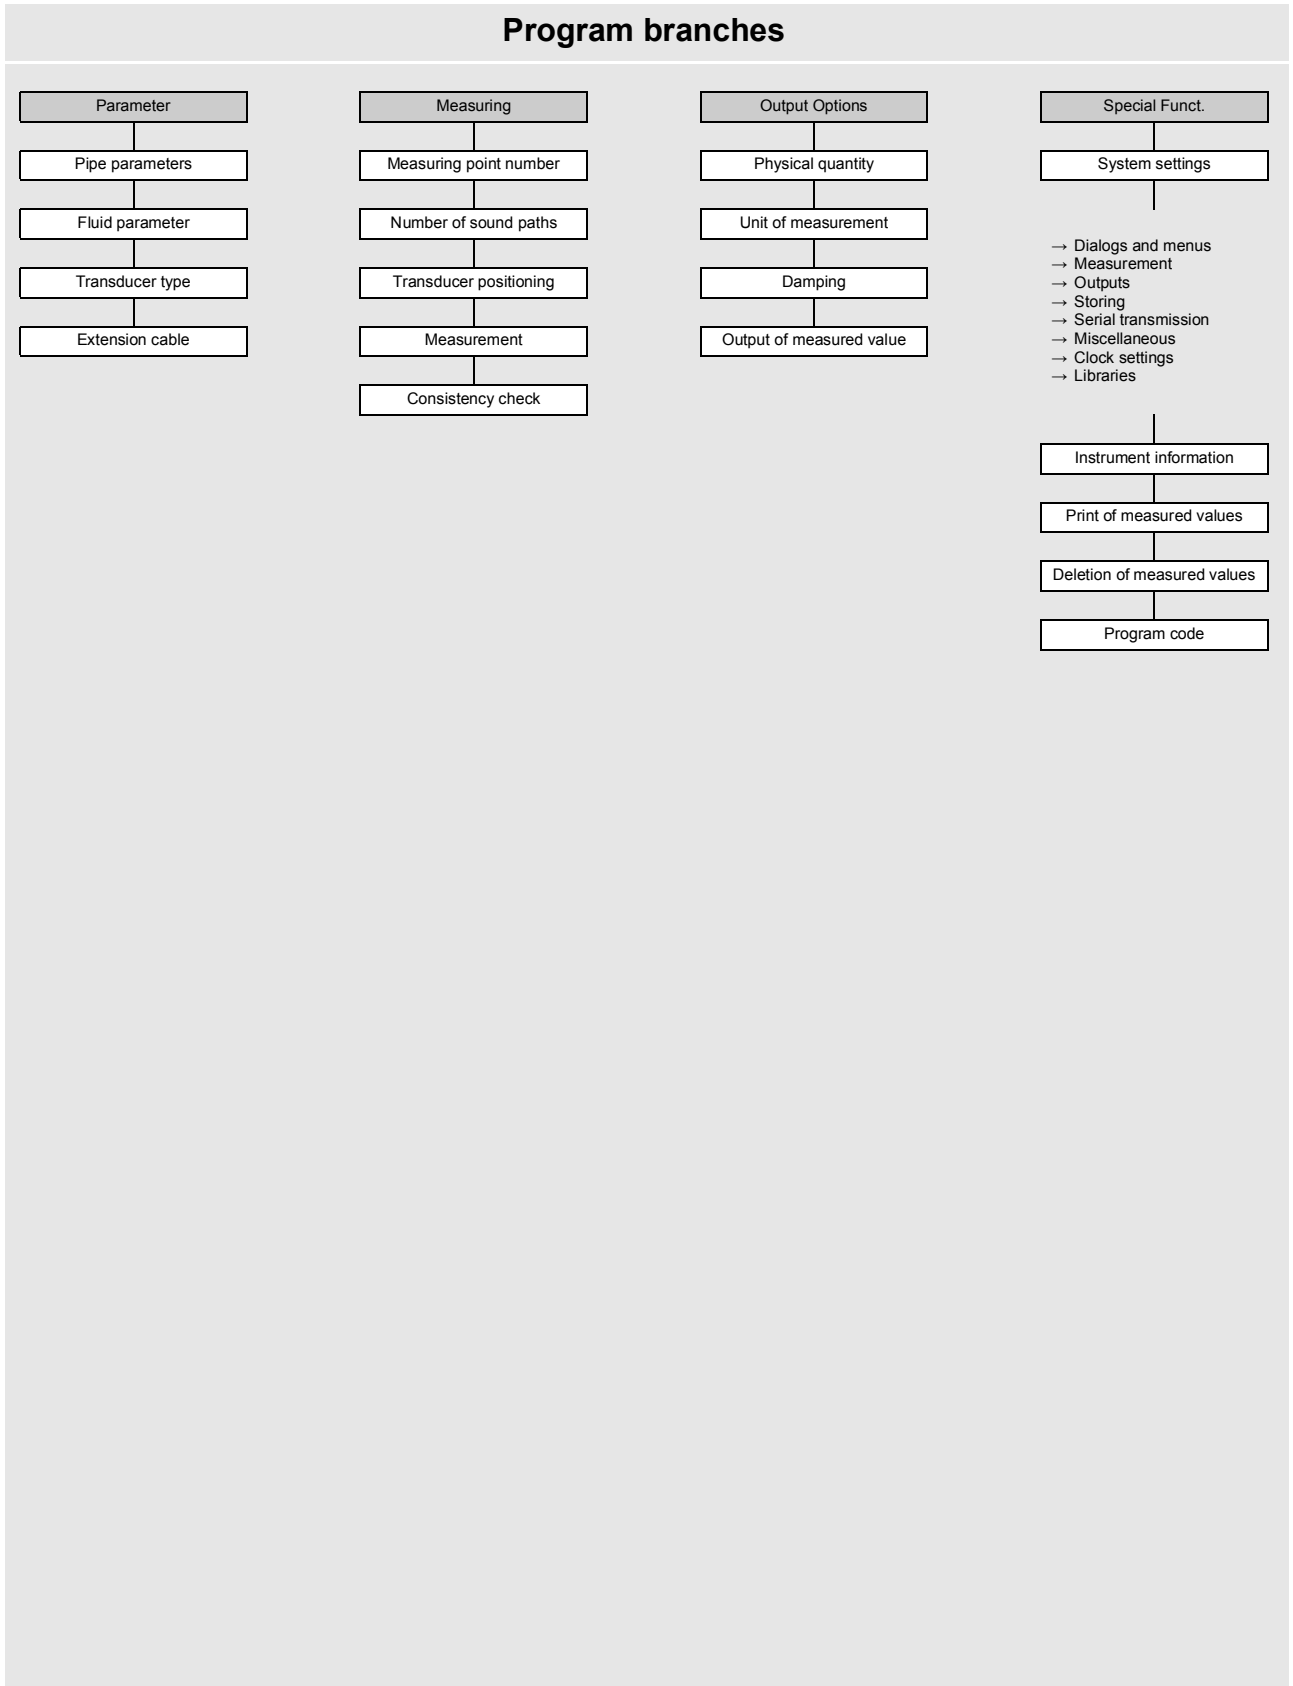 Program branches
Parameter
Pipe parameters
Fluid parameter
Transducer type
Extension cable
Measuring
Measuring point number
Number of sound paths
Transducer positioning
Measurement
Consistency check
Output Options
Physical quantity
Unit of measurement
Damping
Output of measured value
Special Funct.
System settings
→ Dialogs and menus
→ Measurement
→ Outputs
→ Storing
→ Serial transmission
→ Miscellaneous
→ Clock settings
→ Libraries
Instrument information
Print of measured values
Deletion of measured values
Program code